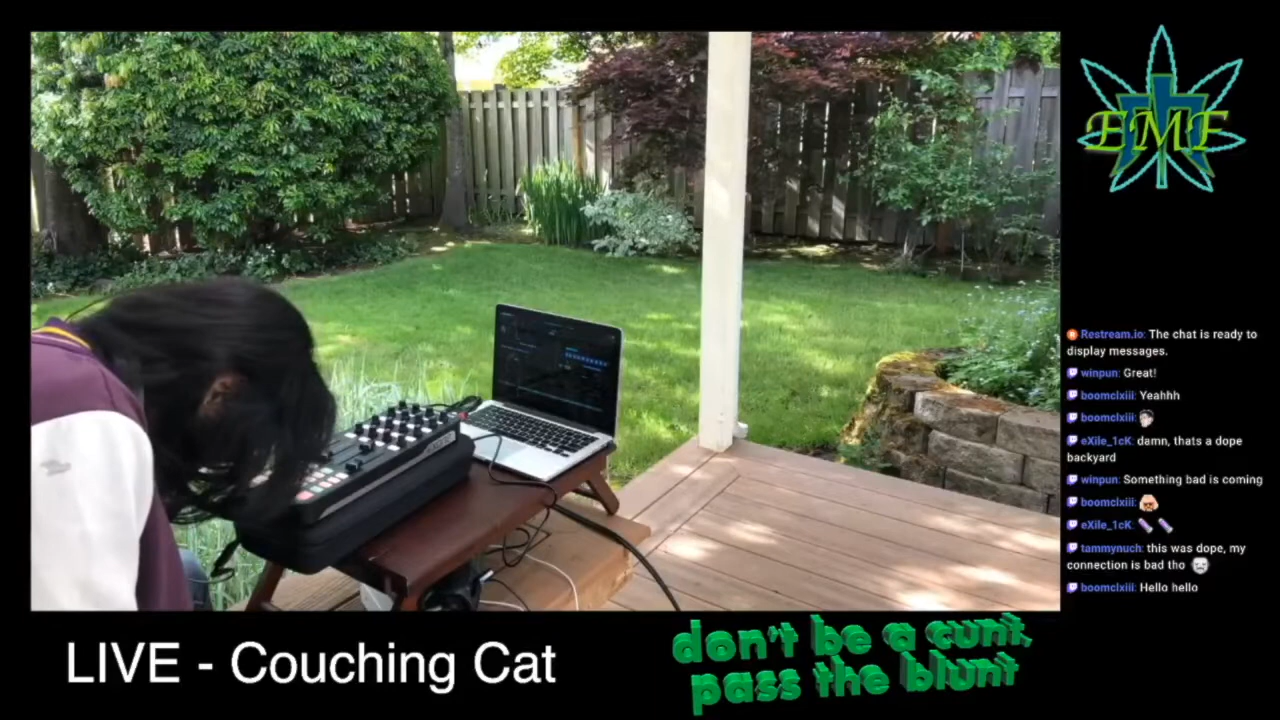 EMF
Restream.io: The chat is ready to
display messages.
winpun: Great!
boomclxiii: Yeahhh
boomclxiii:
eXile_1cK: damn, thats a dope
backyard
winpun: Something bad is coming
boomclxiii:
eXile_1cK:
tammynuch: this was dope, my
connection is bad tho
boomclxiii: Hello hello
LIVE - Couching Cat
don't be a cunt,
pass the blunt